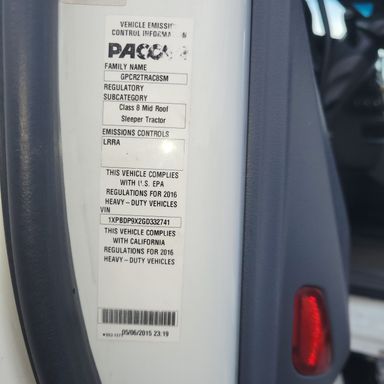 VEHICLE EMISSION
CONTROL INFORMATION
PACCAR
FAMILY NAME
GPCR2TRAC8SM
REGULATORY
SUBCATEGORY
Class 8 Mid Roof
Sleeper Tractor
EMISSIONS CONTROLS
LRRA
THIS VEHICLE COMPLIES
WITH U.S. EPA
REGULATIONS FOR 2016
HEAVY - DUTY VEHICLES
VIN
1XPBDP9X2GD332741
THIS VEHICLE COMPLIES
WITH CALIFORNIA
REGULATIONS FOR 2016
HEAVY - DUTY VEHICLES
05/06/2015 23:19